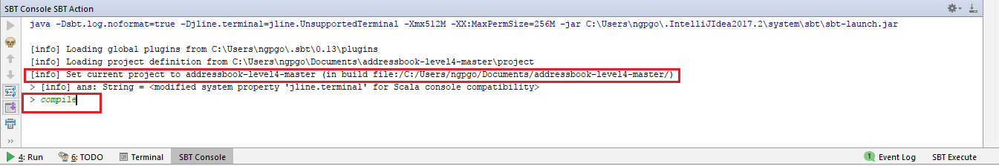 SBT Console SBT Action
java -Dsbt.log.noformat=true -Djline.terminal=jline.UnsupportedTerminal -Xmx512M -XX:MaxPermSize=256M -jar C:\Users\ngpgo\.IntelliJIdea2017.2\system\sbt\sbt-launch.jar
[info] Loading global plugins from C:\Users\ngpgo\.sbt\0.13\plugins
[info] Loading project definition from C:\Users\ngpgo\Documents\addressbook-level4-master\project
[info] Set current project to addressbook-level4-master (in build file:/C:/Users/ngpgo/Documents/addressbook-level4-master/)
> [info] ans: String = <modified system property 'jline.terminal' for Scala console compatibility>
> compile
4: Run 6: TODO Terminal SBT Console 1 Event Log SBT Execute